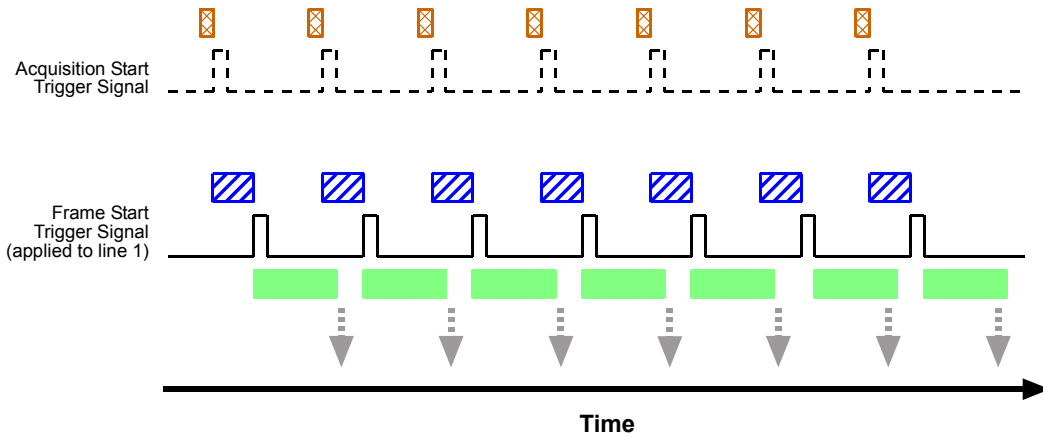 Acquisition Start
Trigger Signal
Frame Start
Trigger Signal
(applied to line 1)
Time